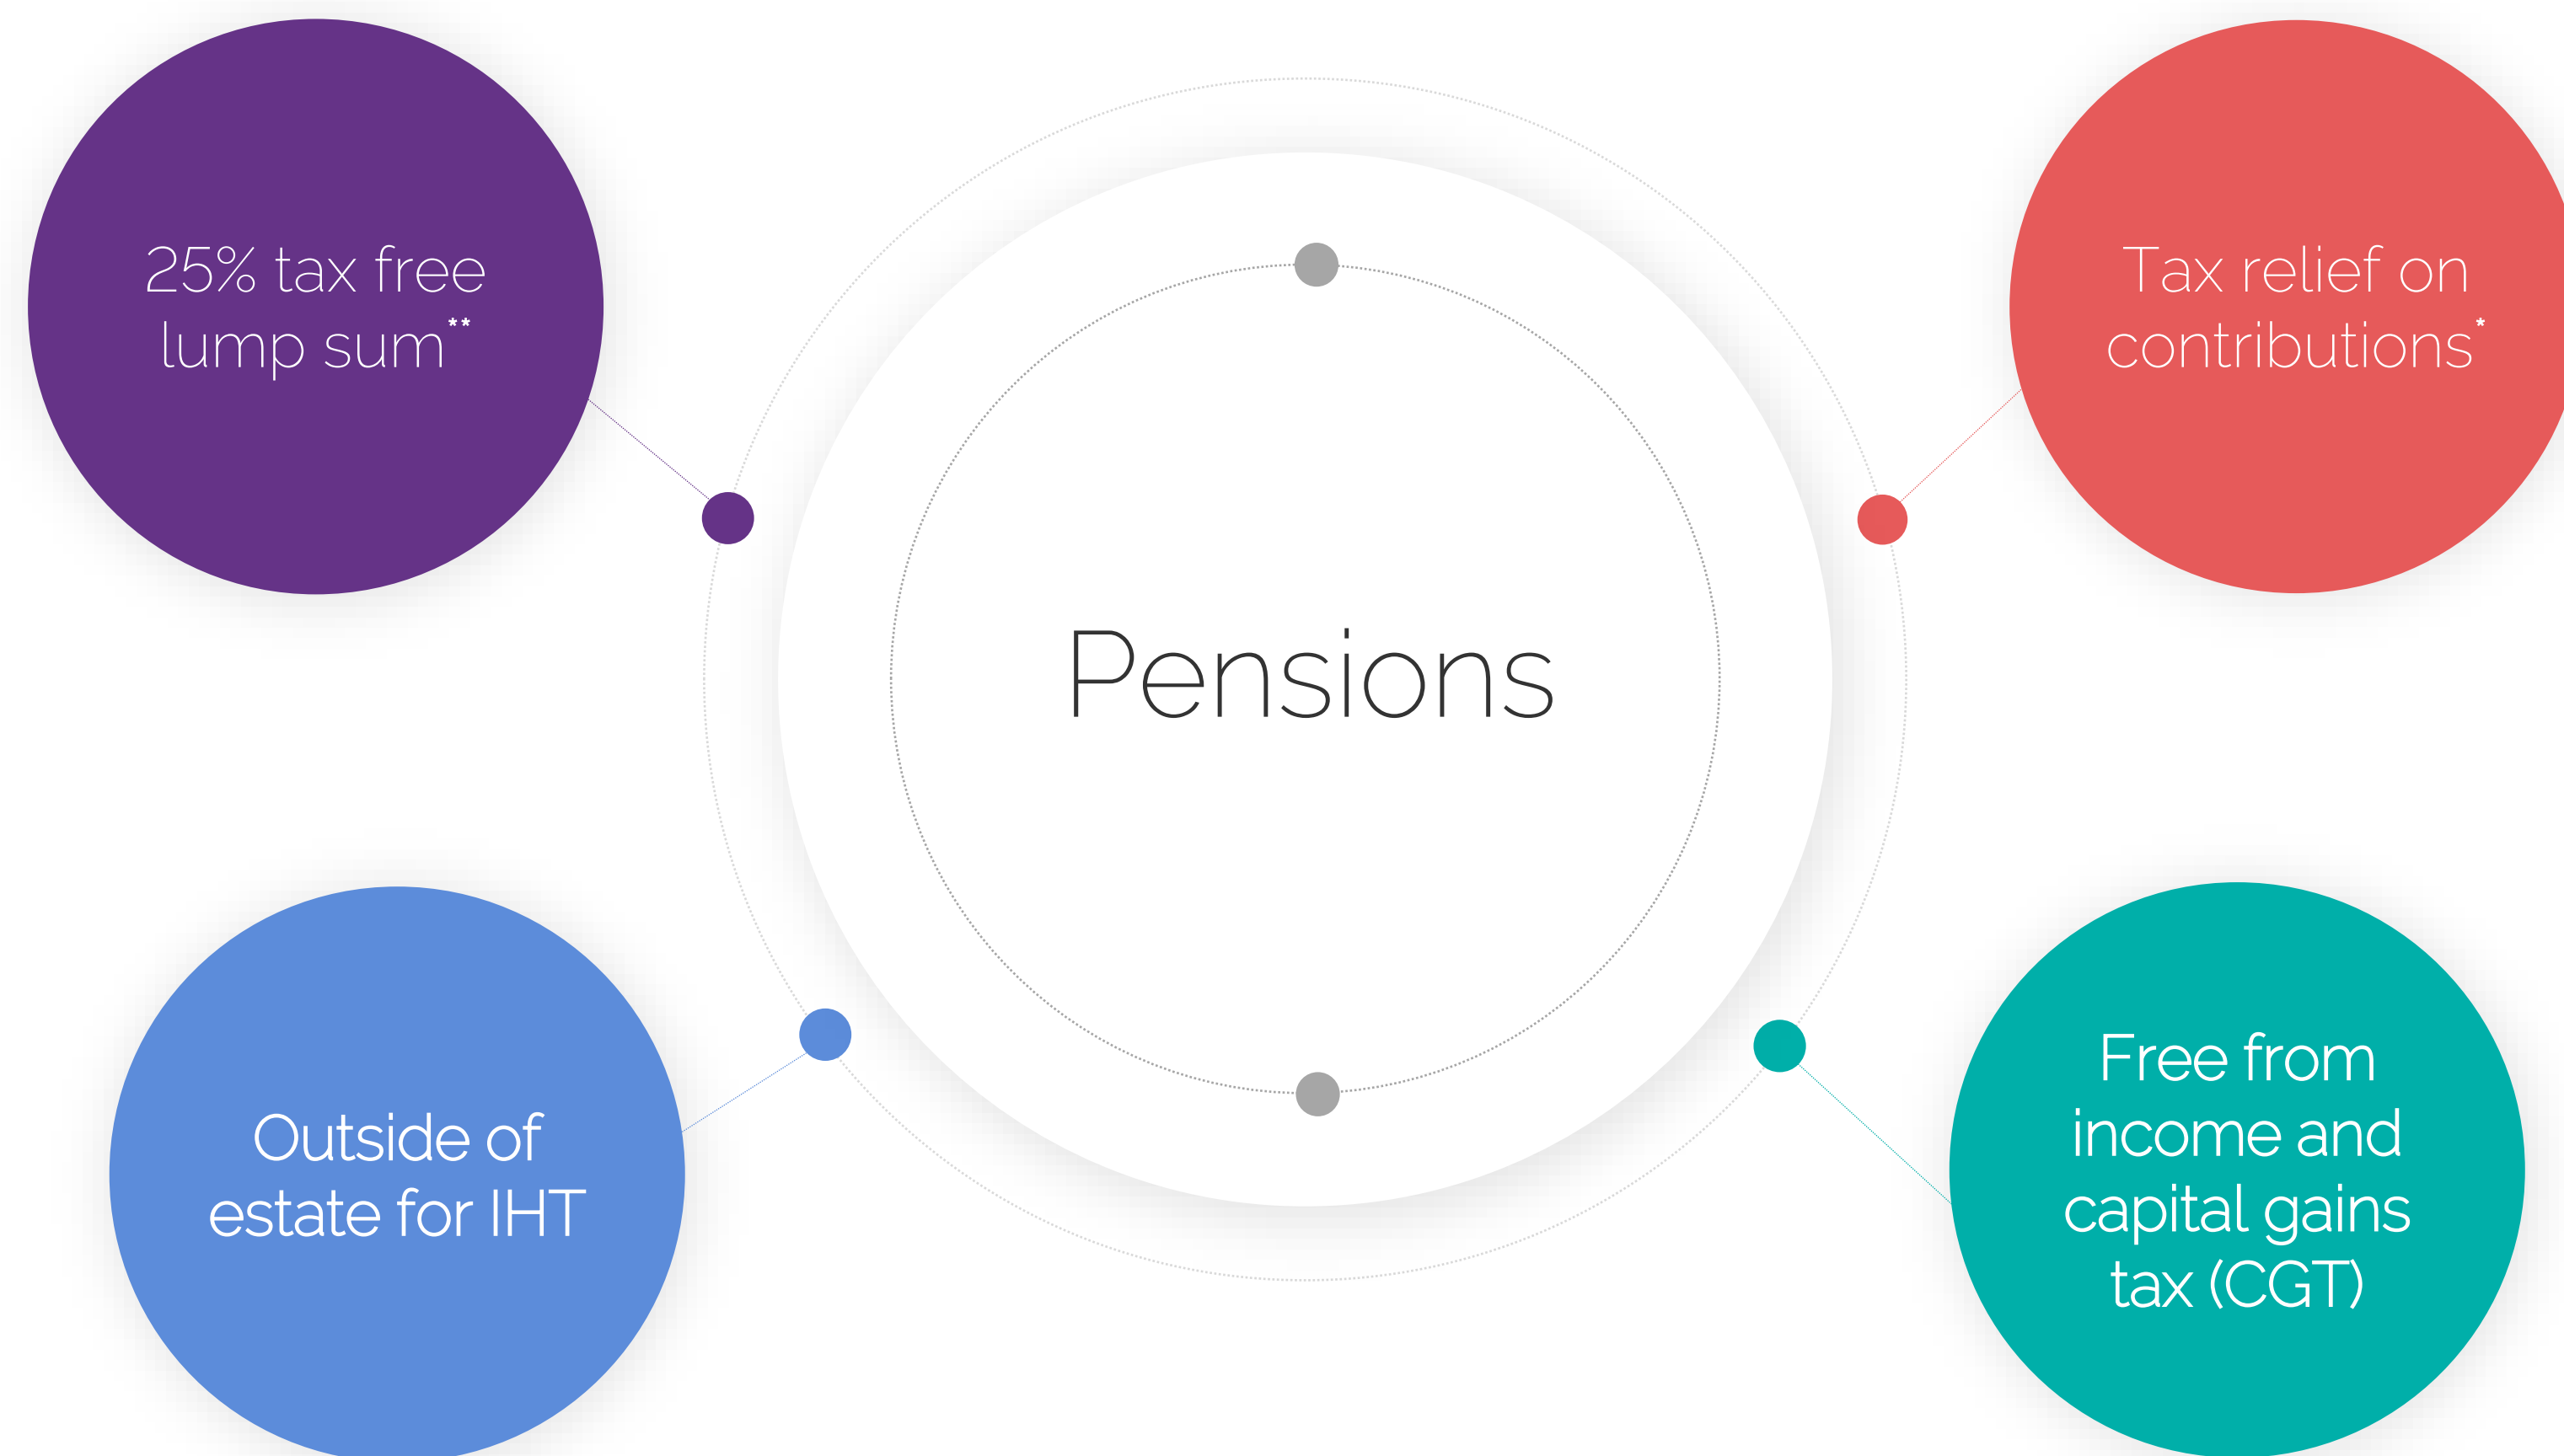 25% tax free
lump sum**
Tax relief on
contributions*
Pensions
Outside of
estate for IHT
Free from
income and
capital gains
tax (CGT)